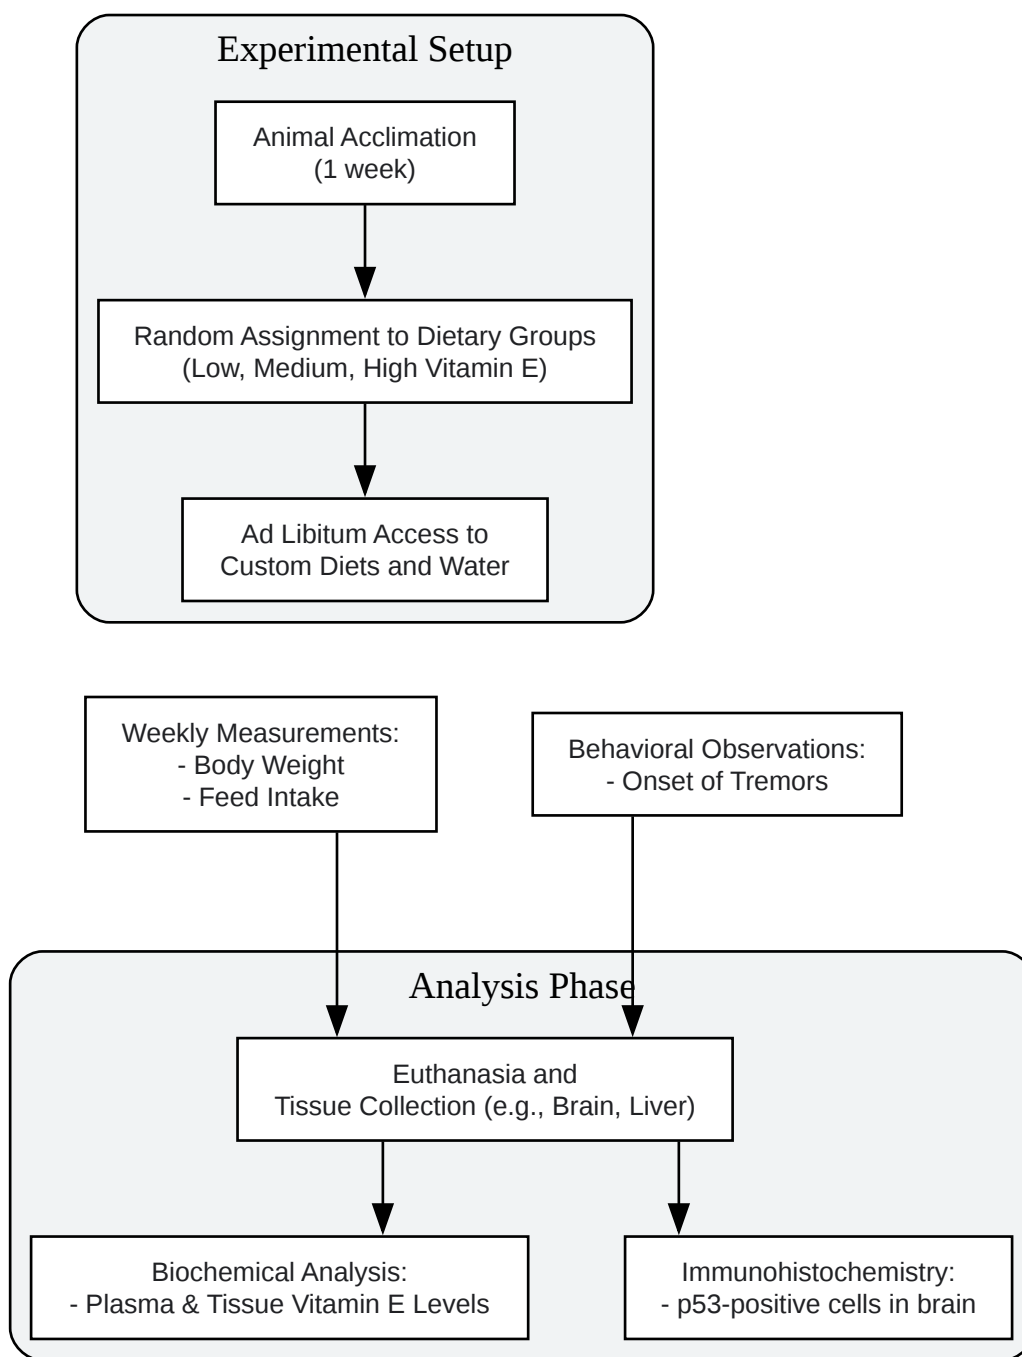 Experimental Setup
Animal Acclimation
(1 week)
Random Assignment to Dietary Groups
(Low, Medium, High Vitamin E)
Ad Libitum Access to
Custom Diets and Water
Weekly Measurements:
- Body Weight
- Feed Intake
Behavioral Observations:
- Onset of Tremors
Analysis Phase
Euthanasia and
Tissue Collection (e.g., Brain, Liver)
Biochemical Analysis:
- Plasma & Tissue Vitamin E Levels
Immunohistochemistry:
- p53-positive cells in brain